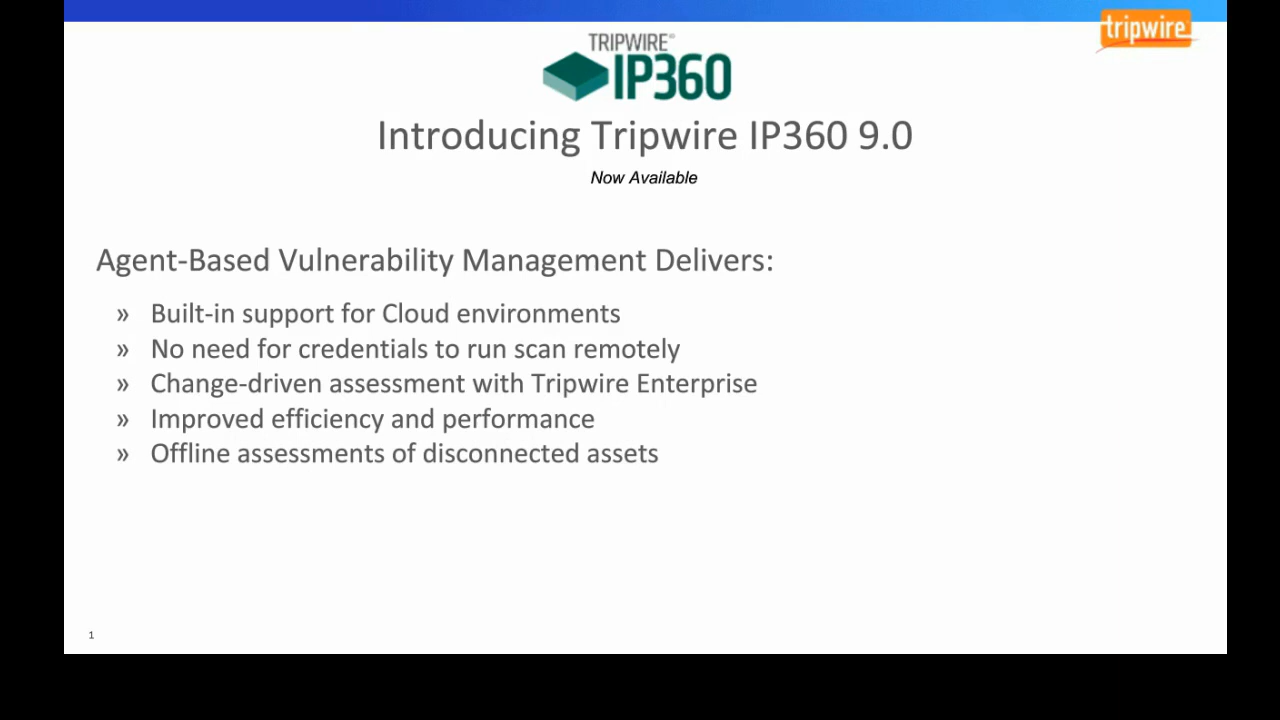 tripwire
TRIPWIRE®
IP360
Introducing Tripwire IP360 9.0
Now Available
Agent-Based Vulnerability Management Delivers:
» Built-in support for Cloud environments
» No need for credentials to run scan remotely
» Change-driven assessment with Tripwire Enterprise
» Improved efficiency and performance
» Offline assessments of disconnected assets
1